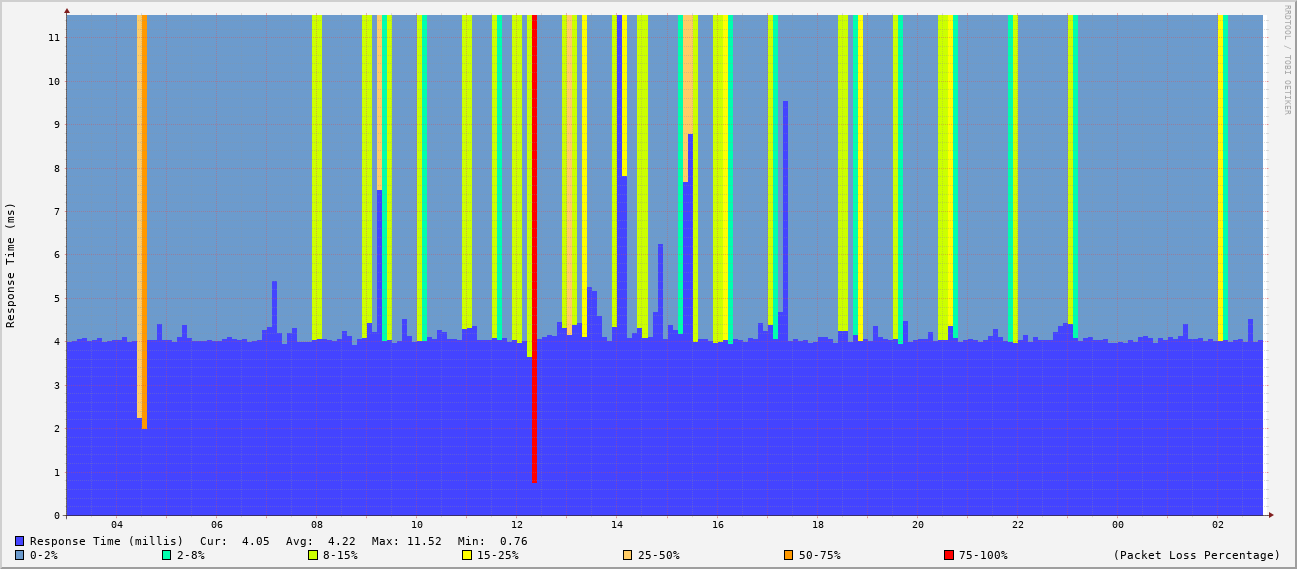 RRDTOOL / TOBI OETIKER
Response Time (ms)
11
10
9
8
7
6
5
4
3
2
1
0
04 06 08 10 12 14 16 18 20 22 00 02
Response Time (millis) Cur: 4.05 Avg: 4.22 Max: 11.52 Min: 0.76
0-2% 2-8% 8-15% 15-25% 25-50% 50-75% 75-100% (Packet Loss Percentage)